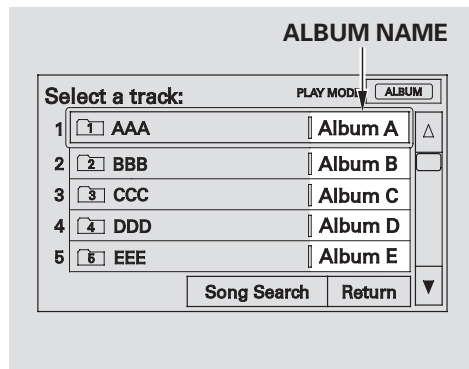 ALBUM NAME
Select a track: PLAY MODE ALBUM
1 1 AAA Album A
2 2 BBB Album B
3 3 CCC Album C
4 4 DDD Album D
5 5 EEE Album E
Song Search Return